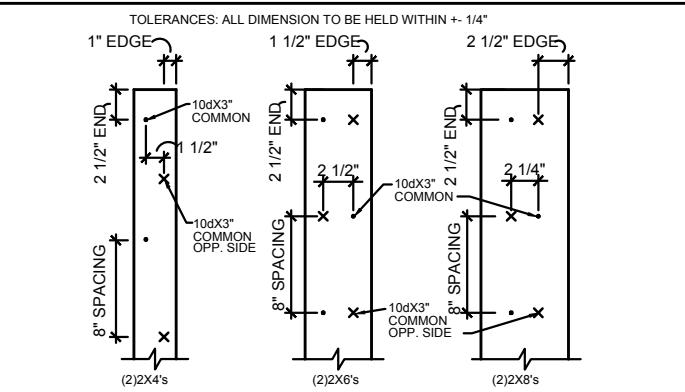 TOLERANCES: ALL DIMENSION TO BE HELD WITHIN +- 1/4"
1" EDGE
1 1/2" EDGE
2 1/2" EDGE
2 1/2" END
10dX3"
COMMON
1 1/2"
10dX3"
COMMON
OPP. SIDE
8" SPACING
(2)2X4's
2 1/2" END
2 1/2"
10dX3"
COMMON
8" SPACING
10dX3"
COMMON
OPP. SIDE
(2)2X6's
2 1/2" END
2 1/4"
8" SPACING
(2)2X8's